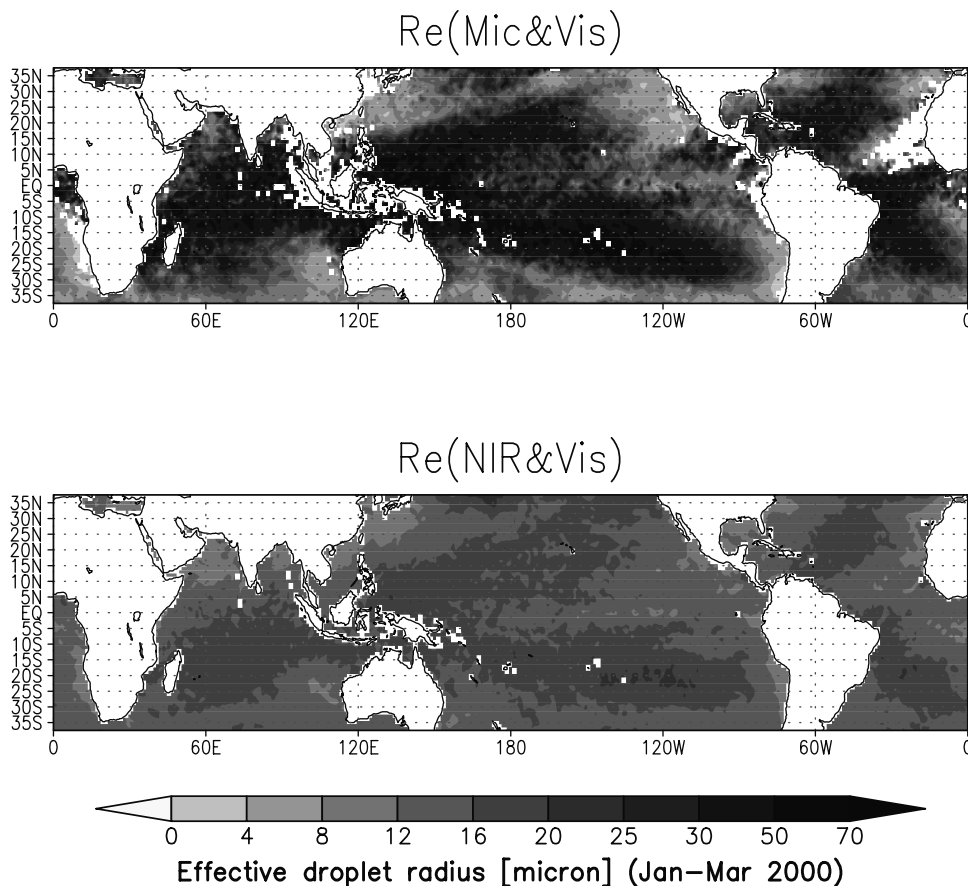 Re(Mic&Vis)
35N
30N
25N
20N
15N
10N
5N
EQ
5S
10S
15S
20S
25S
30S
35S
0 60E 120E 180 120W 60W 0
Re(NIR&Vis)
35N
30N
25N
20N
15N
10N
5N
EQ
5S
10S
15S
20S
25S
30S
35S
0 60E 120E 180 120W 60W 0
0 4 8 12 16 20 25 30 50 70
Effective droplet radius [micron] (Jan-Mar 2000)